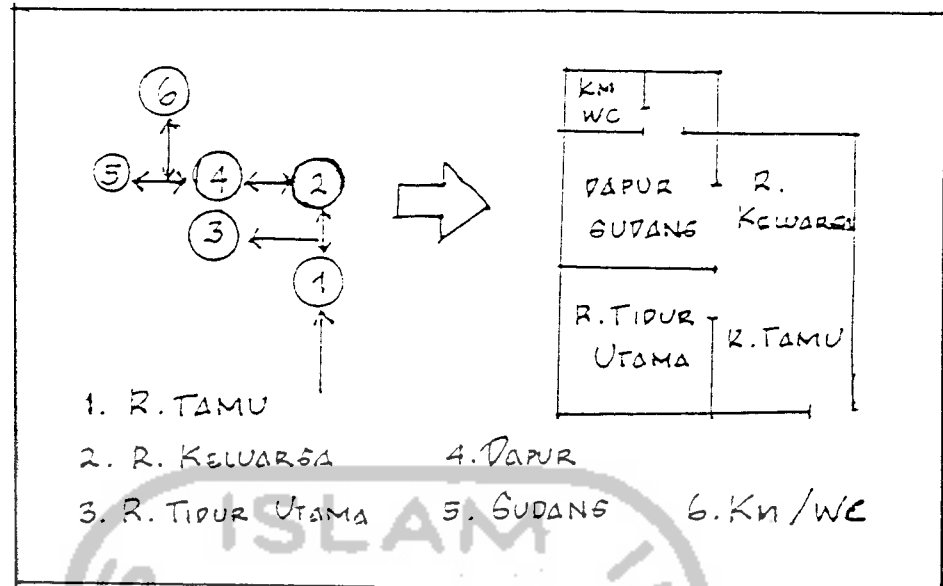 6
5 4 2
3
1
KM
WC
DAPUR
GUDANG
R.
KELUARGA
R. TIDUR
UTAMA
R. TAMU
1. R. TAMU
2. R. KELUARGA 4. DAPUR
3. R. TIDUR UTAMA 5. GUDANG 6. KM/WC
ISLAM